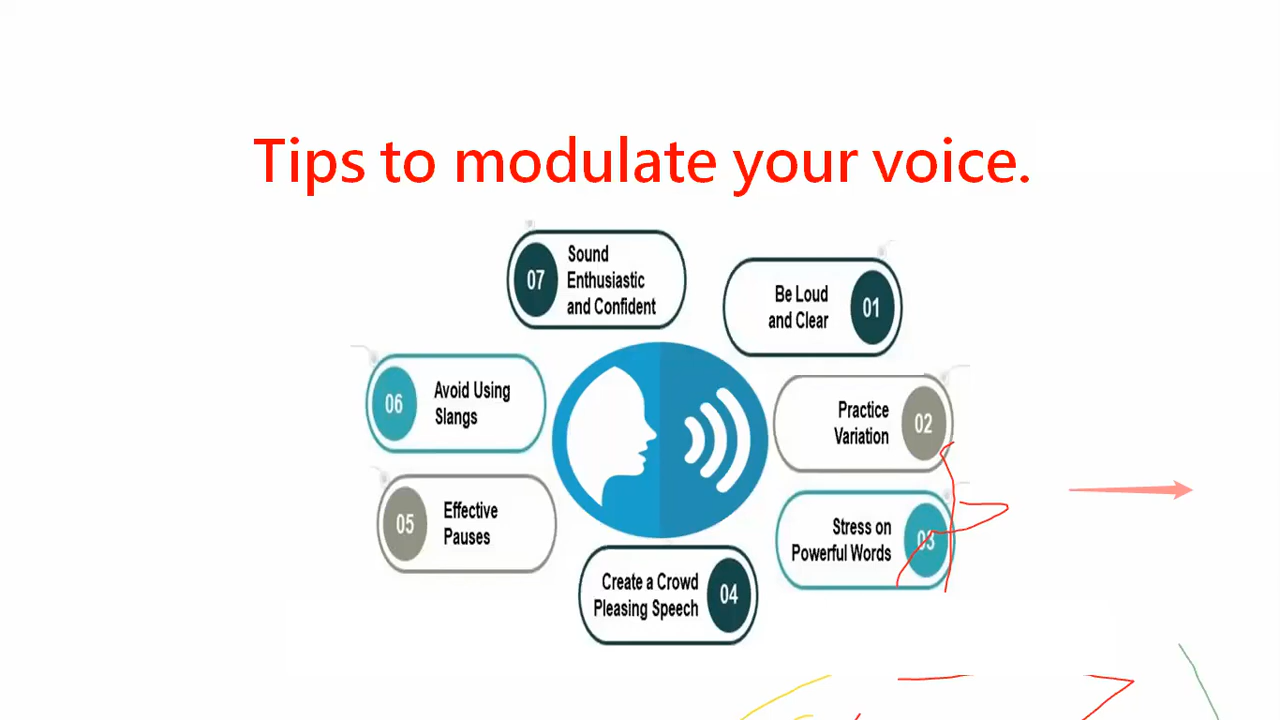 Tips to modulate your voice.
07
Sound
Enthusiastic
and Confident
Be Loud
and Clear
01
06
Avoid Using
Slangs
Practice
Variation
02
05
Effective
Pauses
Stress on
Powerful Words
03
Create a Crowd
Pleasing Speech
04